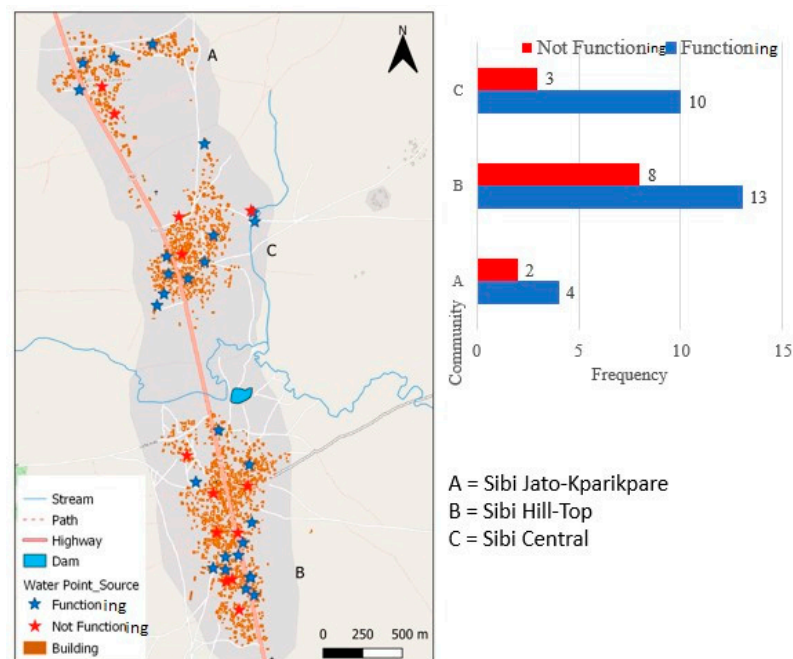 N
A
C
B
Stream
Path
Highway
Dam
Water Point_Source
Functioning
Not Functioning
Building
0 250 500 m
Not Functioning Functioning
C
3
10
B
8
13
A
2
4
Community
0 5 10 15
Frequency
A = Sibi Jato-Kparikpare
B = Sibi Hill-Top
C = Sibi Central